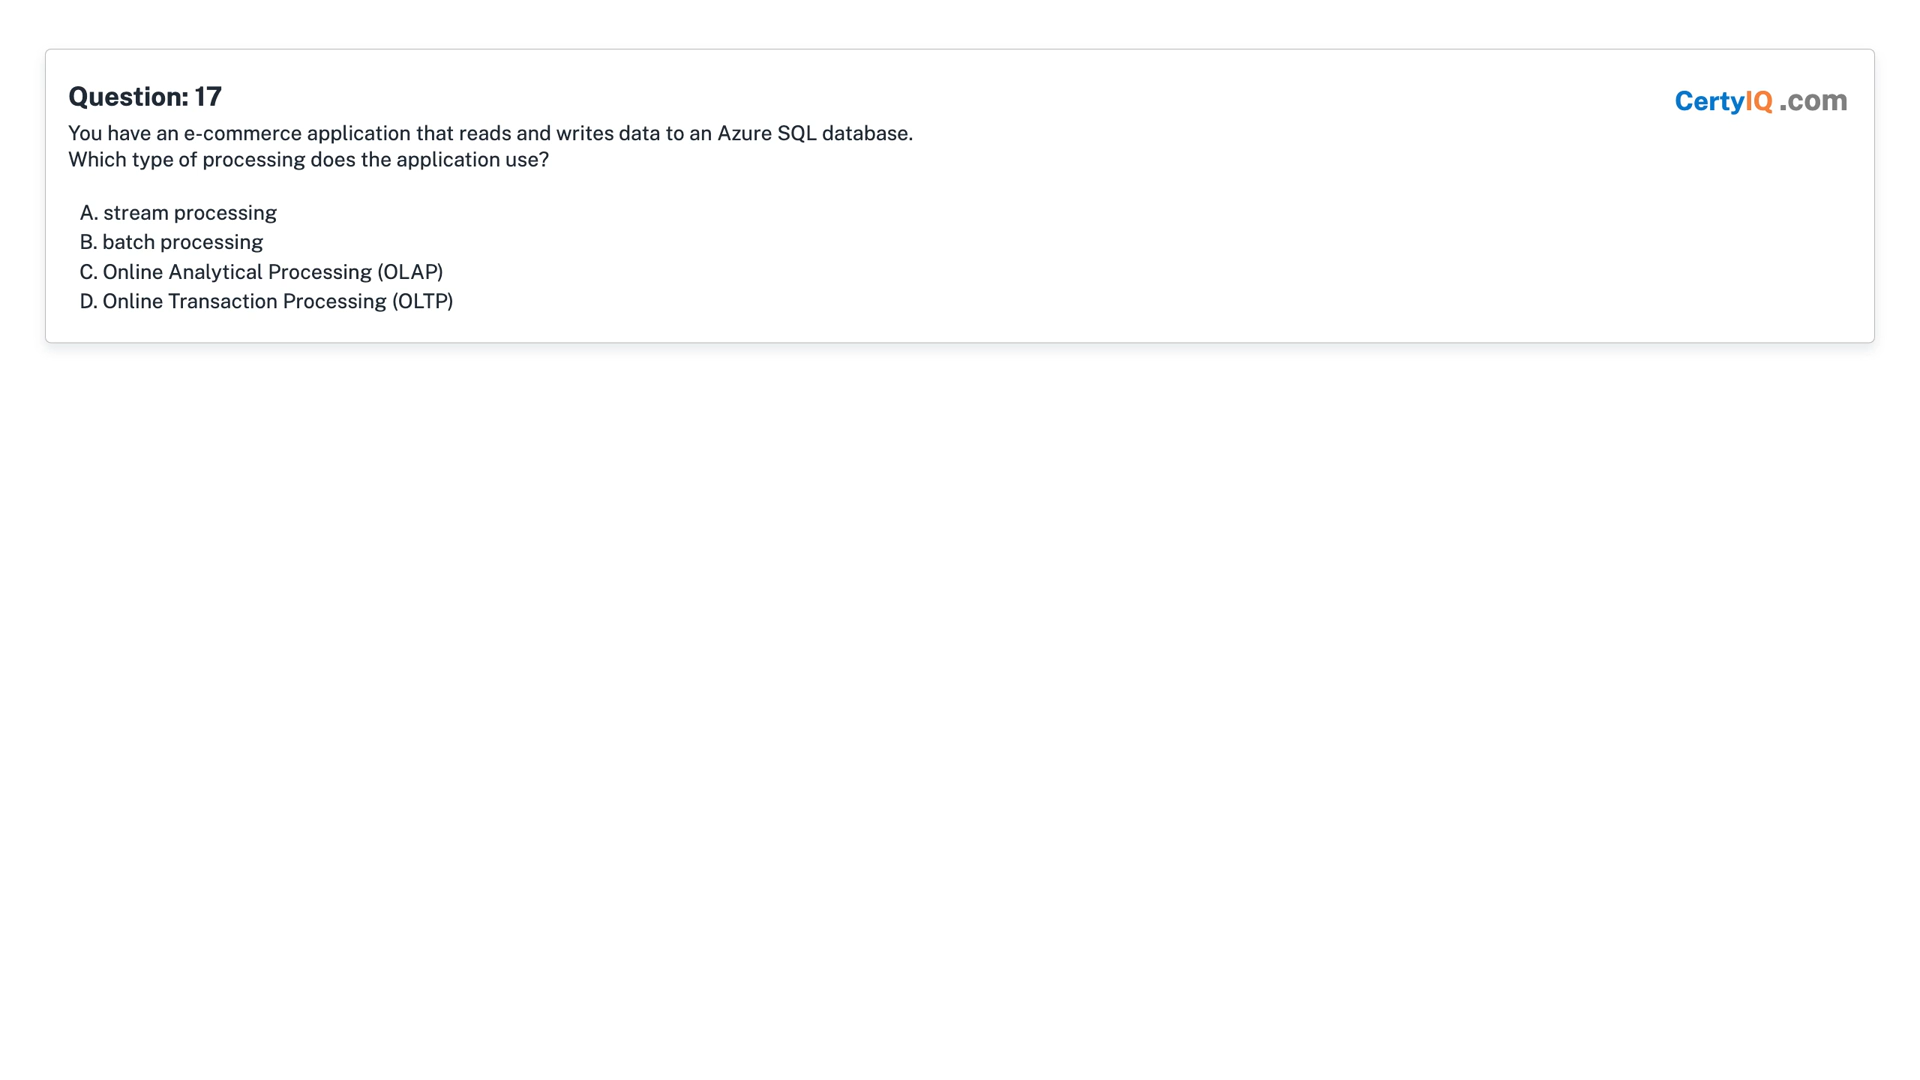 Question: 17
CertyIQ .com
You have an e-commerce application that reads and writes data to an Azure SQL database.
Which type of processing does the application use?
A. stream processing
B. batch processing
C. Online Analytical Processing (OLAP)
D. Online Transaction Processing (OLTP)